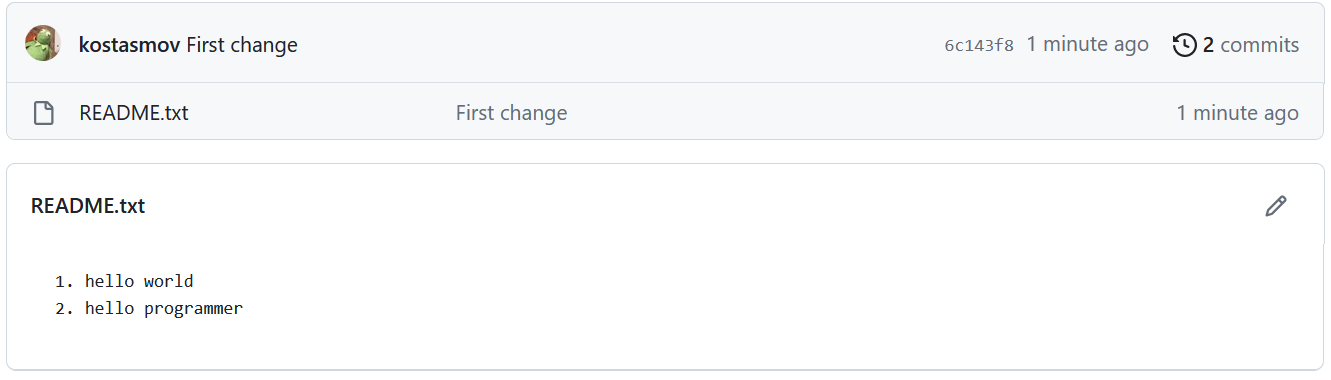 kostasmov First change 6c143f8 1 minute ago 2 commits
README.txt First change 1 minute ago
README.txt
1. hello world
2. hello programmer